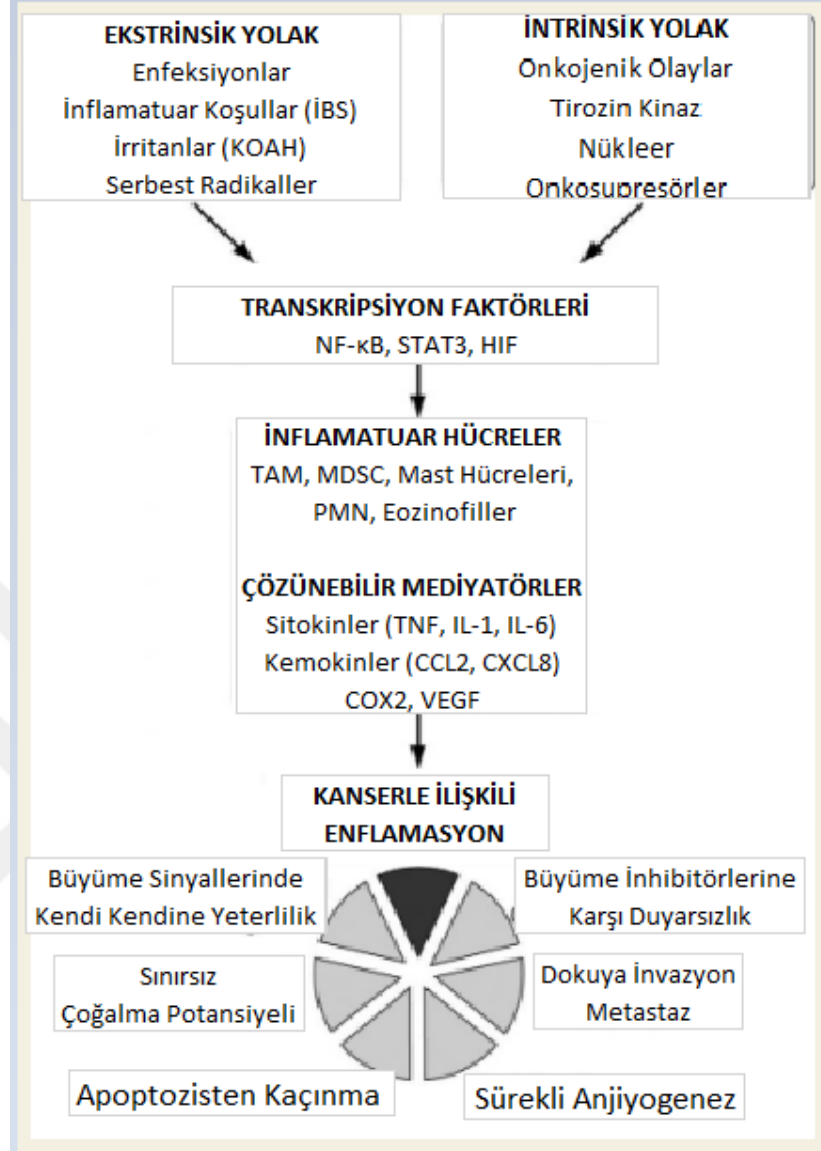 EKSTRİNSİK YOLAK
Enfeksiyonlar
İnflamatuar Koşullar (İBS)
İrritanlar (KOAH)
Serbest Radikaller
İNTRİNSİK YOLAK
Onkojenik Olaylar
Tirozin Kinaz
Nükleer
Onkosupresörler
TRANSKRİPSİYON FAKTÖRLERİ
NF-κB, STAT3, HIF
İNFLAMATUAR HÜCRELER
TAM, MDSC, Mast Hücreleri,
PMN, Eozinofiller
ÇÖZÜNEBİLİR MEDİYATÖRLER
Sitokinler (TNF, IL-1, IL-6)
Kemokinler (CCL2, CXCL8)
COX2, VEGF
KANSERLE İLİŞKİLİ
ENFLAMASYON
Büyüme Sinyallerinde
Kendi Kendine Yeterlilik
Büyüme İnhibitörlerine
Karşı Duyarsızlık
Sınırsız
Çoğalma Potansiyeli
Dokuya İnvazyon
Metastaz
Apoptozisten Kaçınma
Sürekli Anjiyogenez